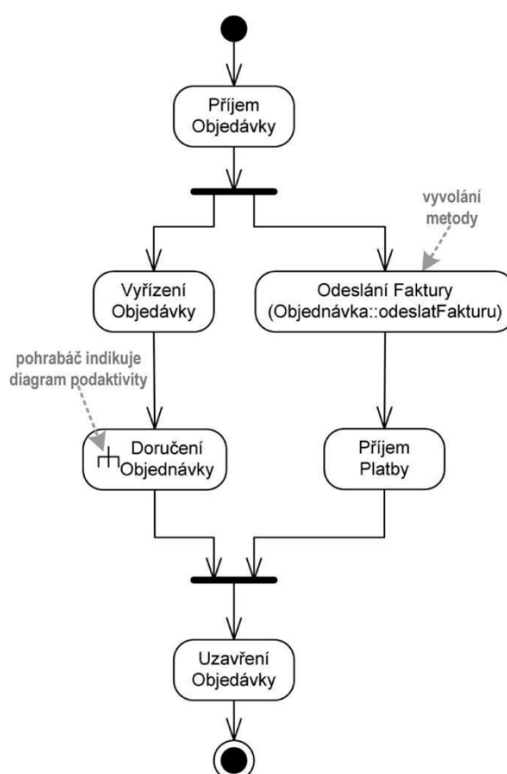 Příjem
Objedávky
vyvolání
metody
Vyřízení
Objedávky
Odeslání Faktury
(Objednávka::odeslatFakturu)
pohrabáč indikuje
diagram podaktivity
Doručení
Objednávky
Příjem
Platby
Uzavření
Objedávky